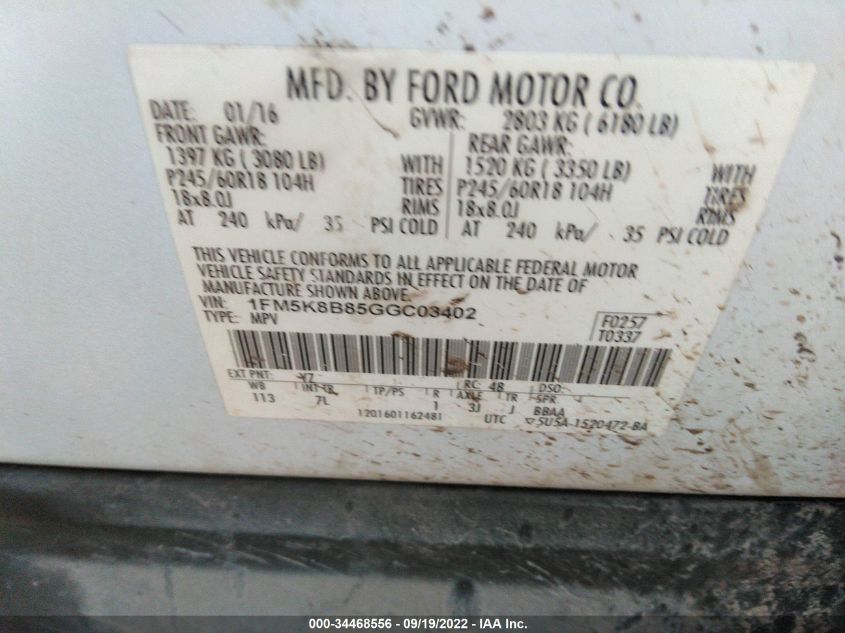 MFD. BY FORD MOTOR CO.
DATE: 01/16 GVWR: 2803 KG ( 6180 LB)
FRONT GAWR: REAR GAWR:
1397 KG ( 3080 LB) WITH 1520 KG ( 3350 LB) WITH
P245/60R18 104H TIRES P245/60R18 104H TIRES
18x8.0J RIMS 18x8.0J RIMS
AT 240 kPa/ 35 PSI COLD AT 240 kPa/ 35 PSI COLD
THIS VEHICLE CONFORMS TO ALL APPLICABLE FEDERAL MOTOR
VEHICLE SAFETY STANDARDS IN EFFECT ON THE DATE OF
MANUFACTURE SHOWN ABOVE.
VIN: 1FM5K8B85GGC03402
TYPE: MPV
F0257
T0337
EXT PNT: RC: 48 DSO:
WB INT TR TP/PS R AXLE TR SPR
113 7L 1 3J J BBAA
1201601162481 UTC 5U5A-1520472-BA
000-34468556 - 09/19/2022 - IAA Inc.